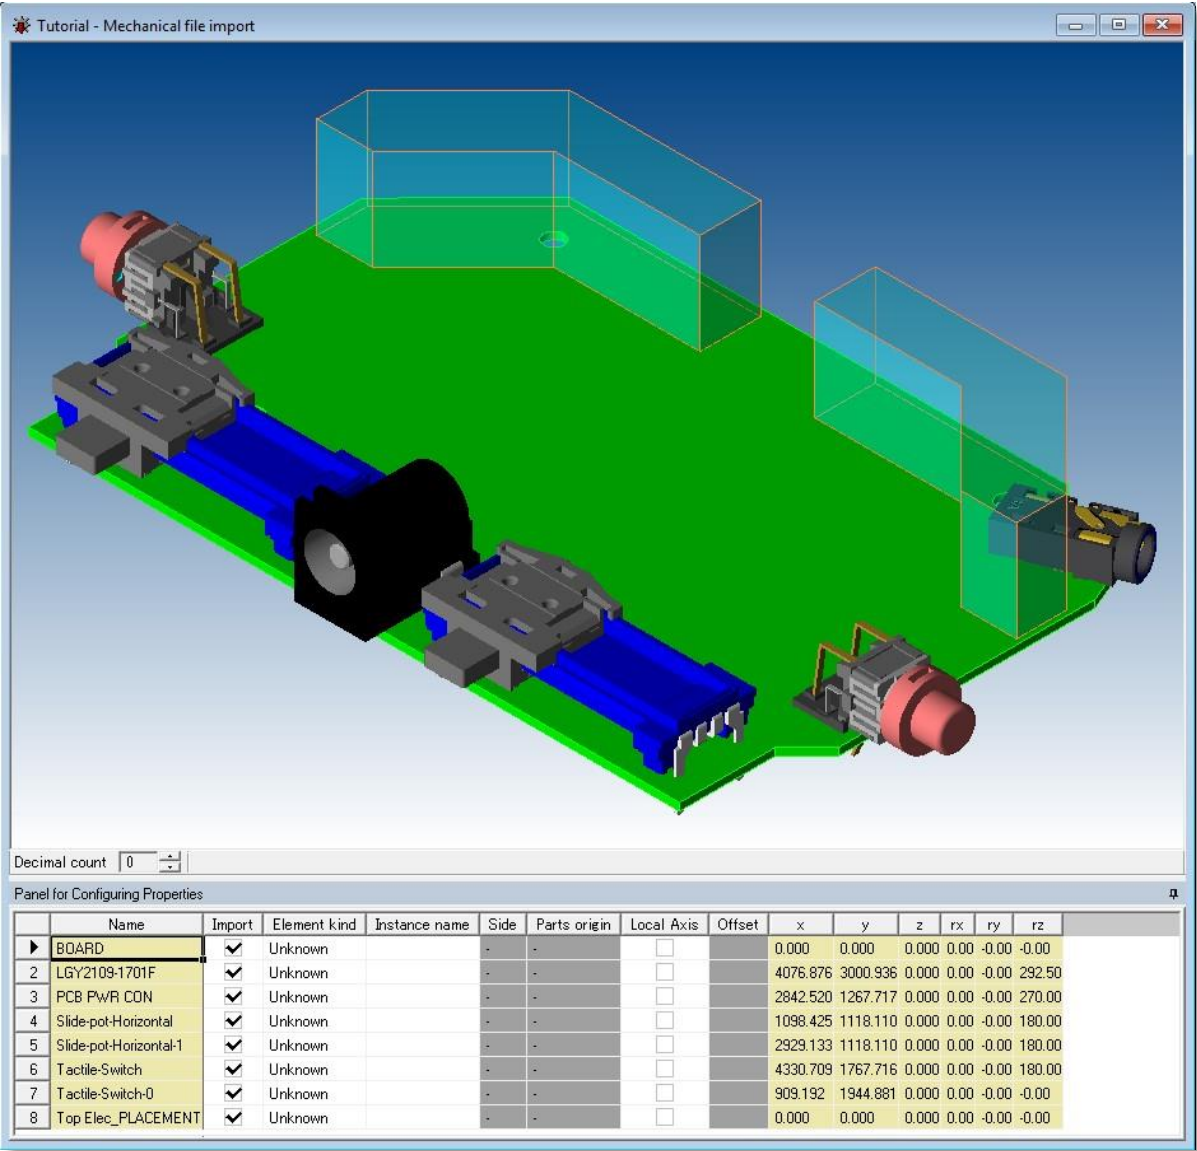 Tutorial - Mechanical file import
Decimal count 0
Panel for Configuring Properties
Name Import Element kind Instance name Side Parts origin Local Axis Offset x y z rx ry rz
BOARD Unknown - - 0.000 0.000 0.000 0.00 -0.00 -0.00
2 LGY2109-1701F Unknown - - 4076.876 3000.936 0.000 0.00 -0.00 292.50
3 PCB PWR CON Unknown - - 2842.520 1267.717 0.000 0.00 -0.00 270.00
4 Slide-pot-Horizontal Unknown - - 1098.425 1118.110 0.000 0.00 -0.00 180.00
5 Slide-pot-Horizontal-1 Unknown - - 2929.133 1118.110 0.000 0.00 -0.00 180.00
6 Tactile-Switch Unknown - - 4330.709 1767.716 0.000 0.00 -0.00 180.00
7 Tactile-Switch-0 Unknown - - 909.192 1944.881 0.000 0.00 -0.00 -0.00
8 Top Elec_PLACEMENT Unknown - - 0.000 0.000 0.000 0.00 -0.00 -0.00